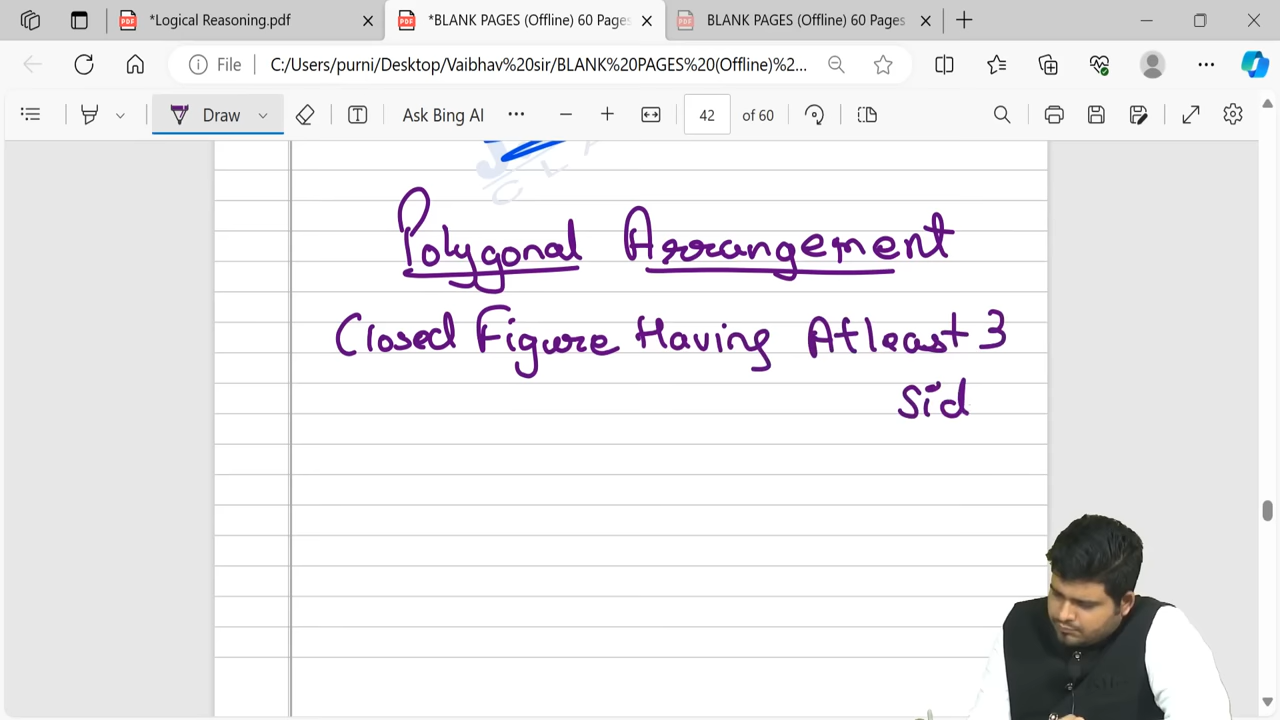 *Logical Reasoning.pdf
*BLANK PAGES (Offline) 60 Pages
BLANK PAGES (Offline) 60 Pages
File
C:/Users/purni/Desktop/Vaibhav%20sir/BLANK%20PAGES%20(Offline)%2...
Draw
Ask Bing AI
42 of 60
Polygonal Arrangement
Closed Figure Having Atleast 3
Sid